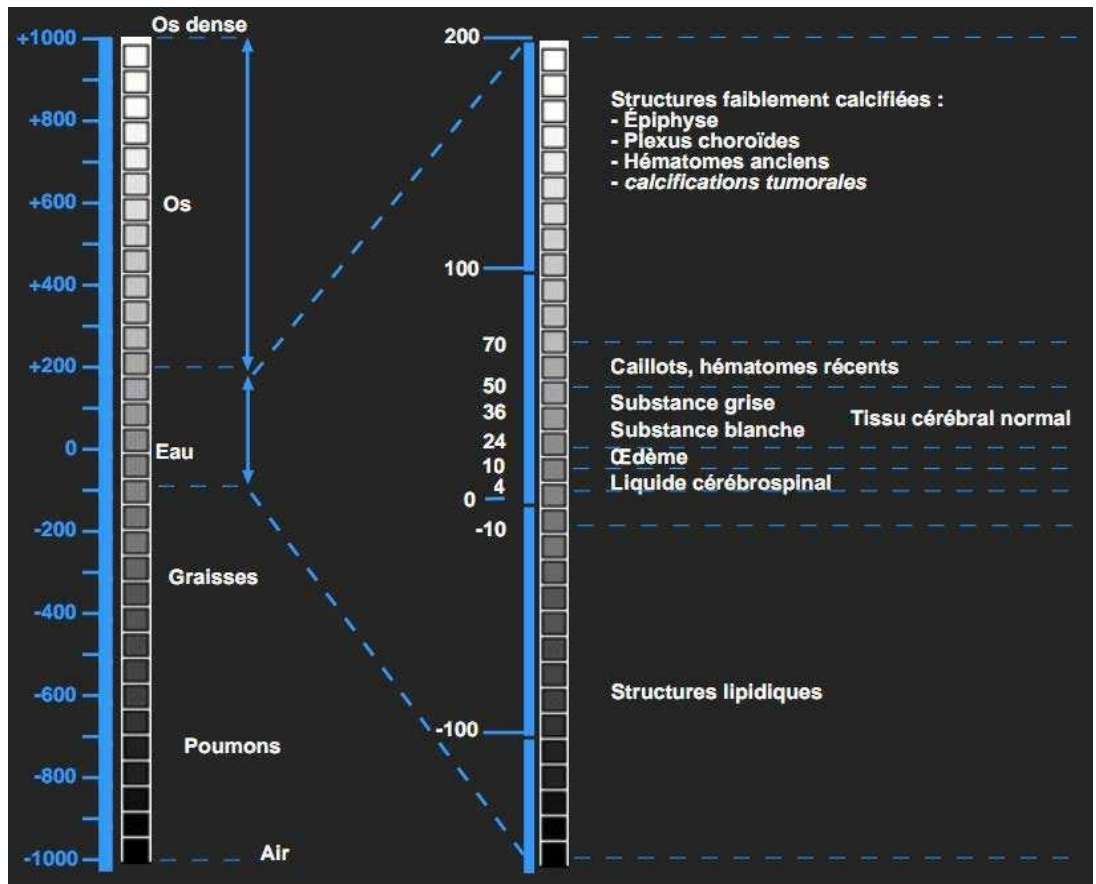 Os dense
+1000
+800
+600
Os
+400
+200
0
Eau
-200
Graisses
-400
-600
Poumons
-800
-1000
Air
200
100
70
50
36
24
10
4
0
-10
-100
Structures faiblement calcifiées :
- Épiphyse
- Plexus choroïdes
- Hématomes anciens
- calcifications tumorales
Caillots, hématomes récents
Substance grise
Tissu cérébral normal
Substance blanche
Œdème
Liquide cérébrospinal
Structures lipidiques